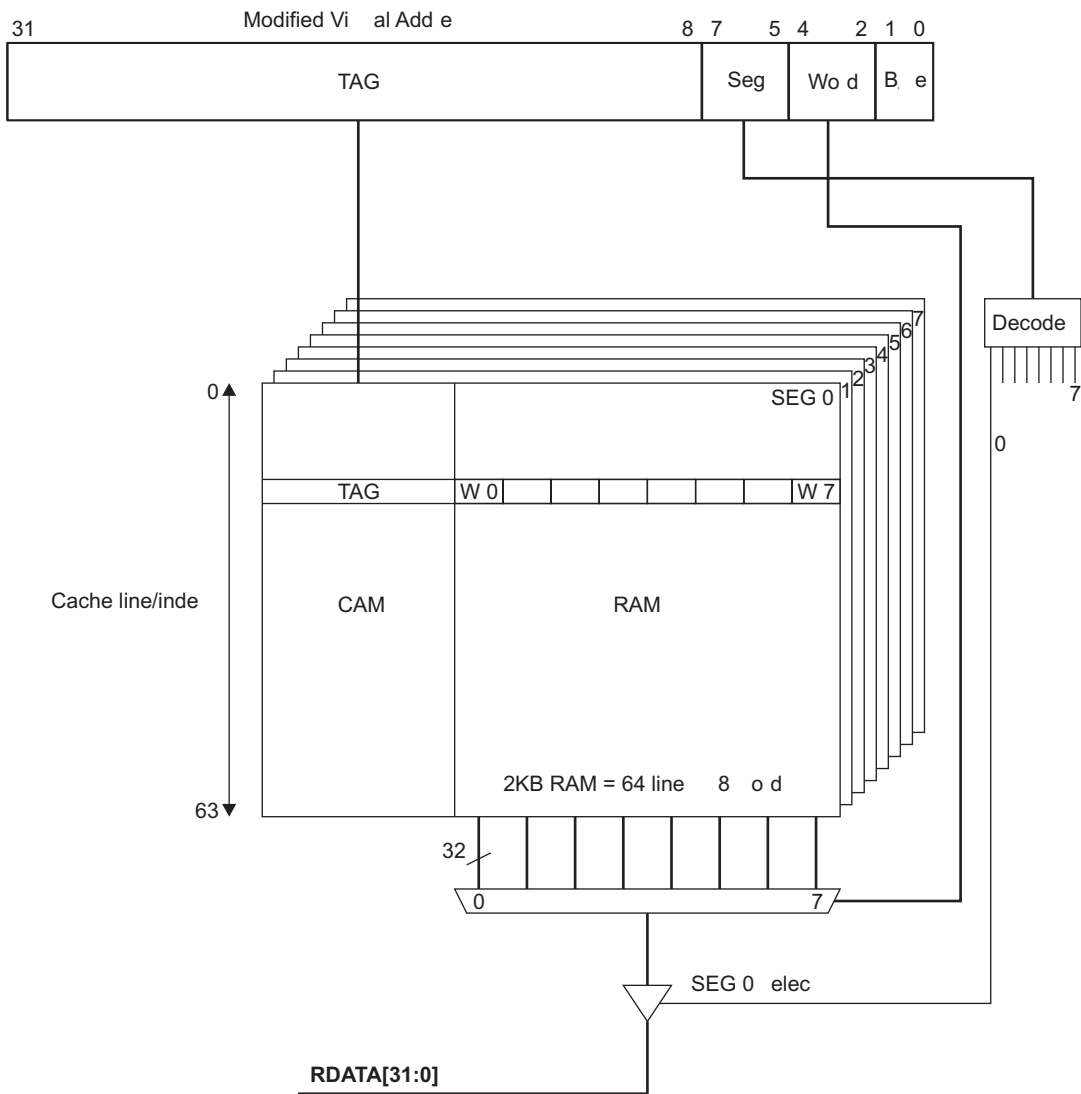 Modified Vi al Add e
31 8 7 5 4 2 1 0
TAG Seg Wo d B e
7
6
5
4
3
2
1
SEG 0
Decode
7
0
0
TAG W 0 W 7
Cache line/inde
CAM RAM
2KB RAM = 64 line 8 o d
63
32
0 7
SEG 0 elec
RDATA[31:0]